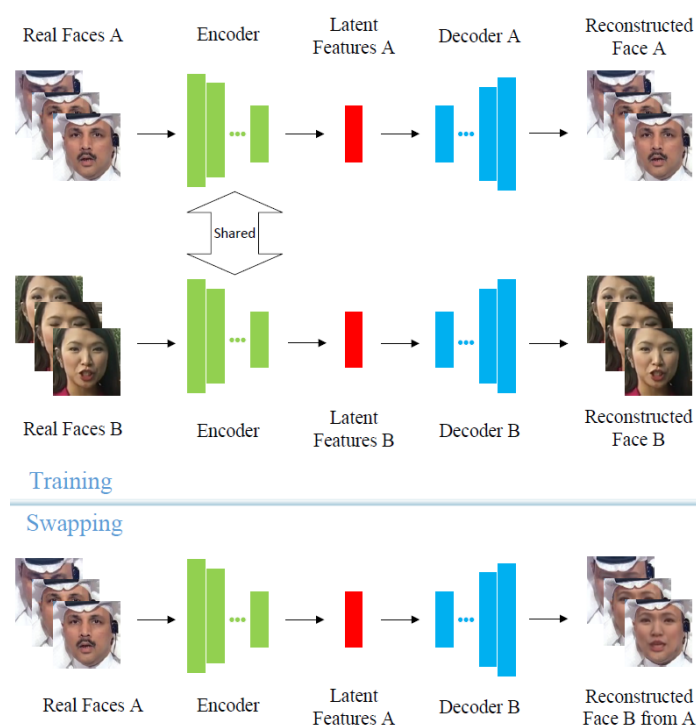 Real Faces A
Encoder
Latent
Features A
Decoder A
Reconstructed
Face A
Shared
Real Faces B
Encoder
Latent
Features B
Decoder B
Reconstructed
Face B
Training
Swapping
Real Faces A
Encoder
Latent
Features A
Decoder B
Reconstructed
Face B from A